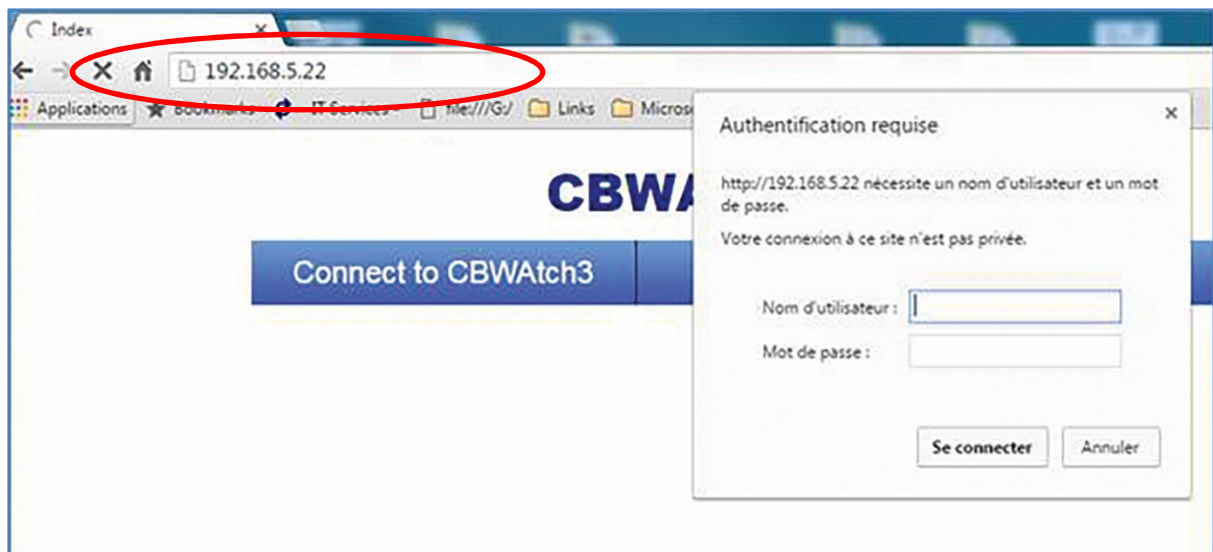 Index
192.168.5.22
Applications Bookmarks IT Services file:///G:/ Links Micros
CBWA
Connect to CBWAtch3
Authentification requise
http://192.168.5.22 nécessite un nom d'utilisateur et un mot
de passe.
Votre connexion à ce site n'est pas privée.
Nom d'utilisateur :
Mot de passe :
Se connecter Annuler